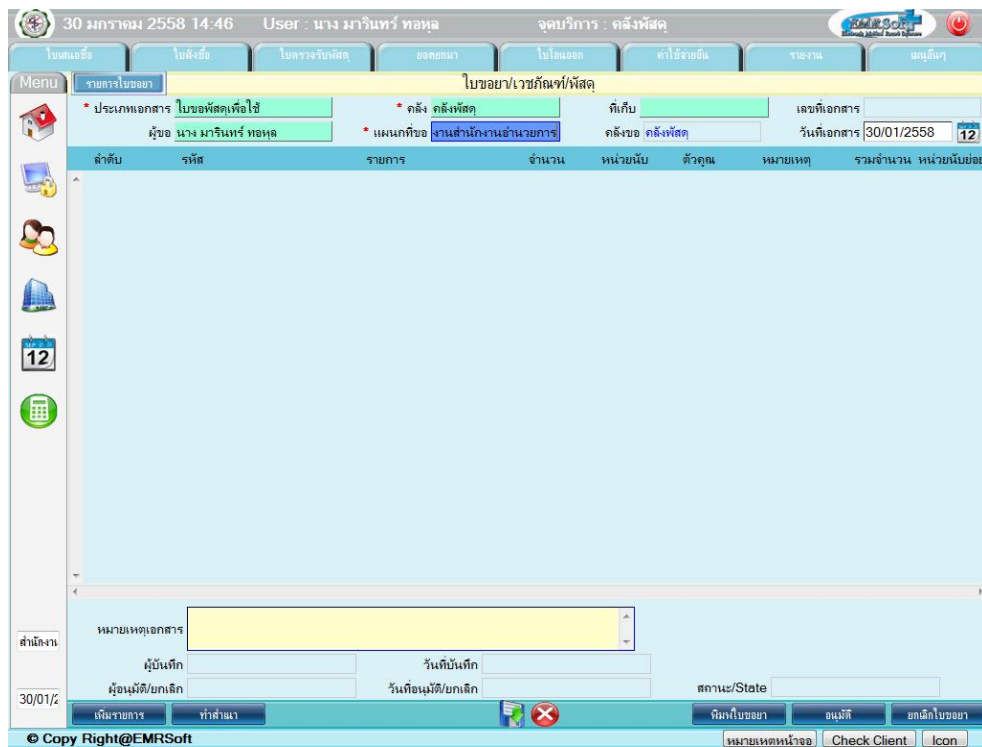 30 มกราคม 2558 14:46 User : นาง มารินทร์ ทอหุล จุดบริการ : คลังพัสดุ EMRSoft
ใบเสนอซื้อ ใบสั่งซื้อ ใบตรวจรับพัสดุ ยอดยกมา ใบโอนออก ค่าใช้จ่ายอื่น รายงาน เมนูอื่นๆ
Menu รายการใบขอยา ใบขอยา/เวชภัณฑ์/พัสดุ
* ประเภทเอกสาร ใบขอพัสดุเพื่อใช้ * คลัง คลังพัสดุ ที่เก็บ เลขที่เอกสาร
ผู้ขอ นาง มารินทร์ ทอหุล * แผนกที่ขอ งานสำนักงานอำนวยการ คลังขอ คลังพัสดุ วันที่เอกสาร 30/01/2558 12
ลำดับ รหัส รายการ จำนวน หน่วยนับ ตัวคูณ หมายเหตุ รวมจำนวน หน่วยนับย่อย
SEP 12
หมายเหตุเอกสาร
สำนักงาน
ผู้บันทึก วันที่บันทึก
ผู้อนุมัติ/ยกเลิก วันที่อนุมัติ/ยกเลิก สถานะ/State
30/01/2
เพิ่มรายการ ทำสำเนา พิมพ์ใบขอยา อนุมัติ ยกเลิกใบขอยา
© Copy Right@EMRSoft หมายเหตุหน้าจอ Check Client Icon